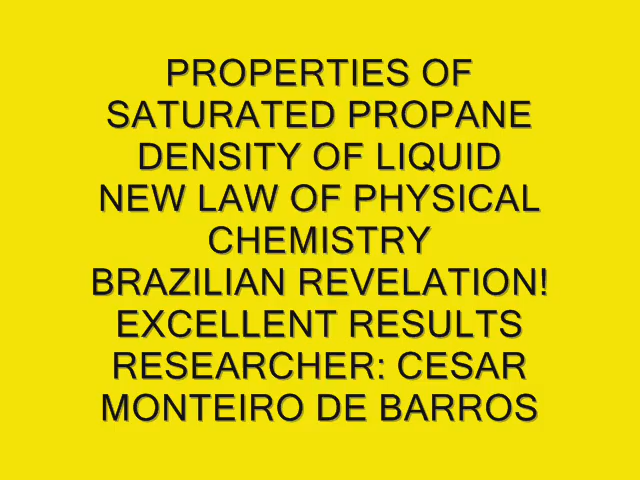 PROPERTIES OF
SATURATED PROPANE
DENSITY OF LIQUID
NEW LAW OF PHYSICAL
CHEMISTRY
BRAZILIAN REVELATION!
EXCELLENT RESULTS
RESEARCHER: CESAR
MONTEIRO DE BARROS